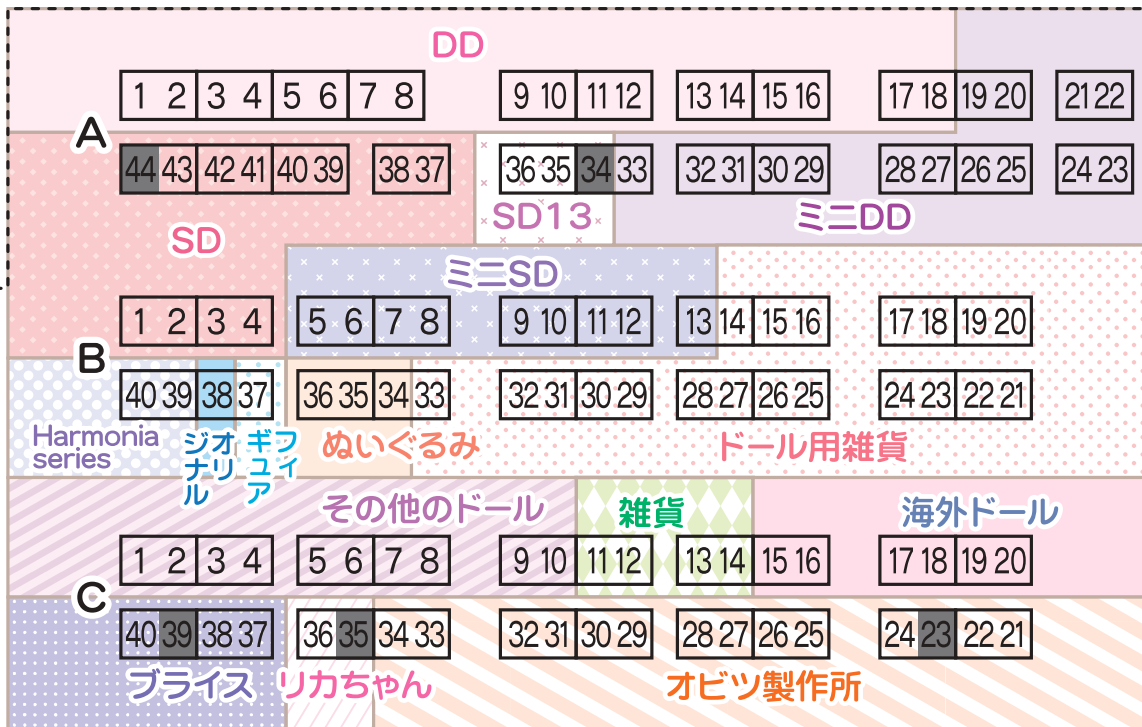 DD
1 2 3 4 5 6 7 8 9 10 11 12 13 14 15 16 17 18 19 20 21 22
A
44 43 42 41 40 39 38 37 36 35 34 33 32 31 30 29 28 27 26 25 24 23
SD13
ミニDD
SD
ミニSD
1 2 3 4 5 6 7 8 9 10 11 12 13 14 15 16 17 18 19 20
B
40 39 38 37 36 35 34 33 32 31 30 29 28 27 26 25 24 23 22 21
Harmonia
series
オリ
ジナル
フィ
ギュア
ぬいぐるみ
ドール用雑貨
その他のドール
雑貨
海外ドール
1 2 3 4 5 6 7 8 9 10 11 12 13 14 15 16 17 18 19 20
C
40 39 38 37 36 35 34 33 32 31 30 29 28 27 26 25 24 23 22 21
ブライス
リカちゃん
オビツ製作所